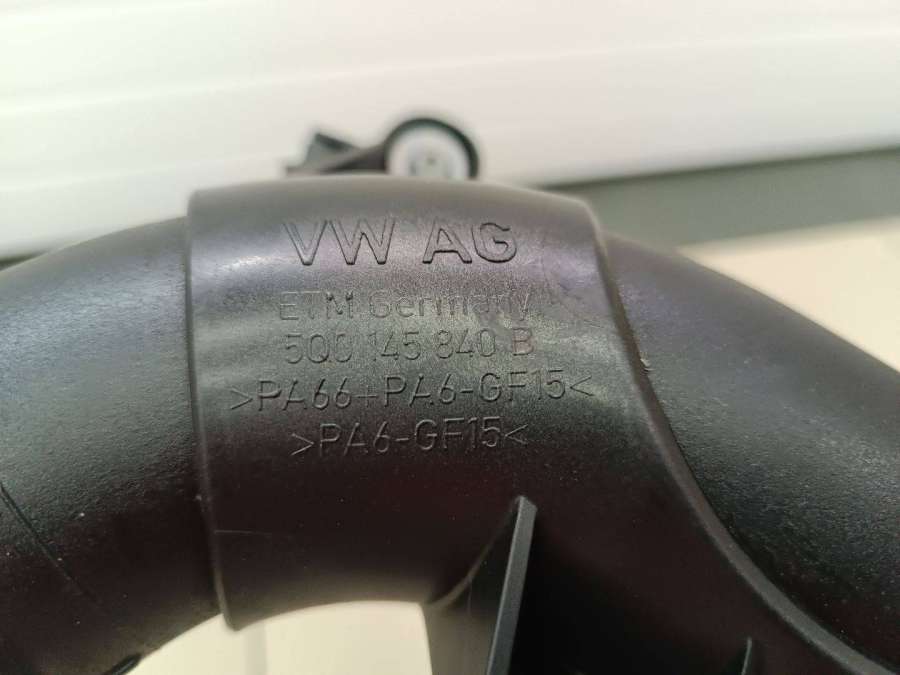 VW AG
ETM Germany
5Q0 145 840 B
>PA66+PA6-GF15<
>PA6-GF15<